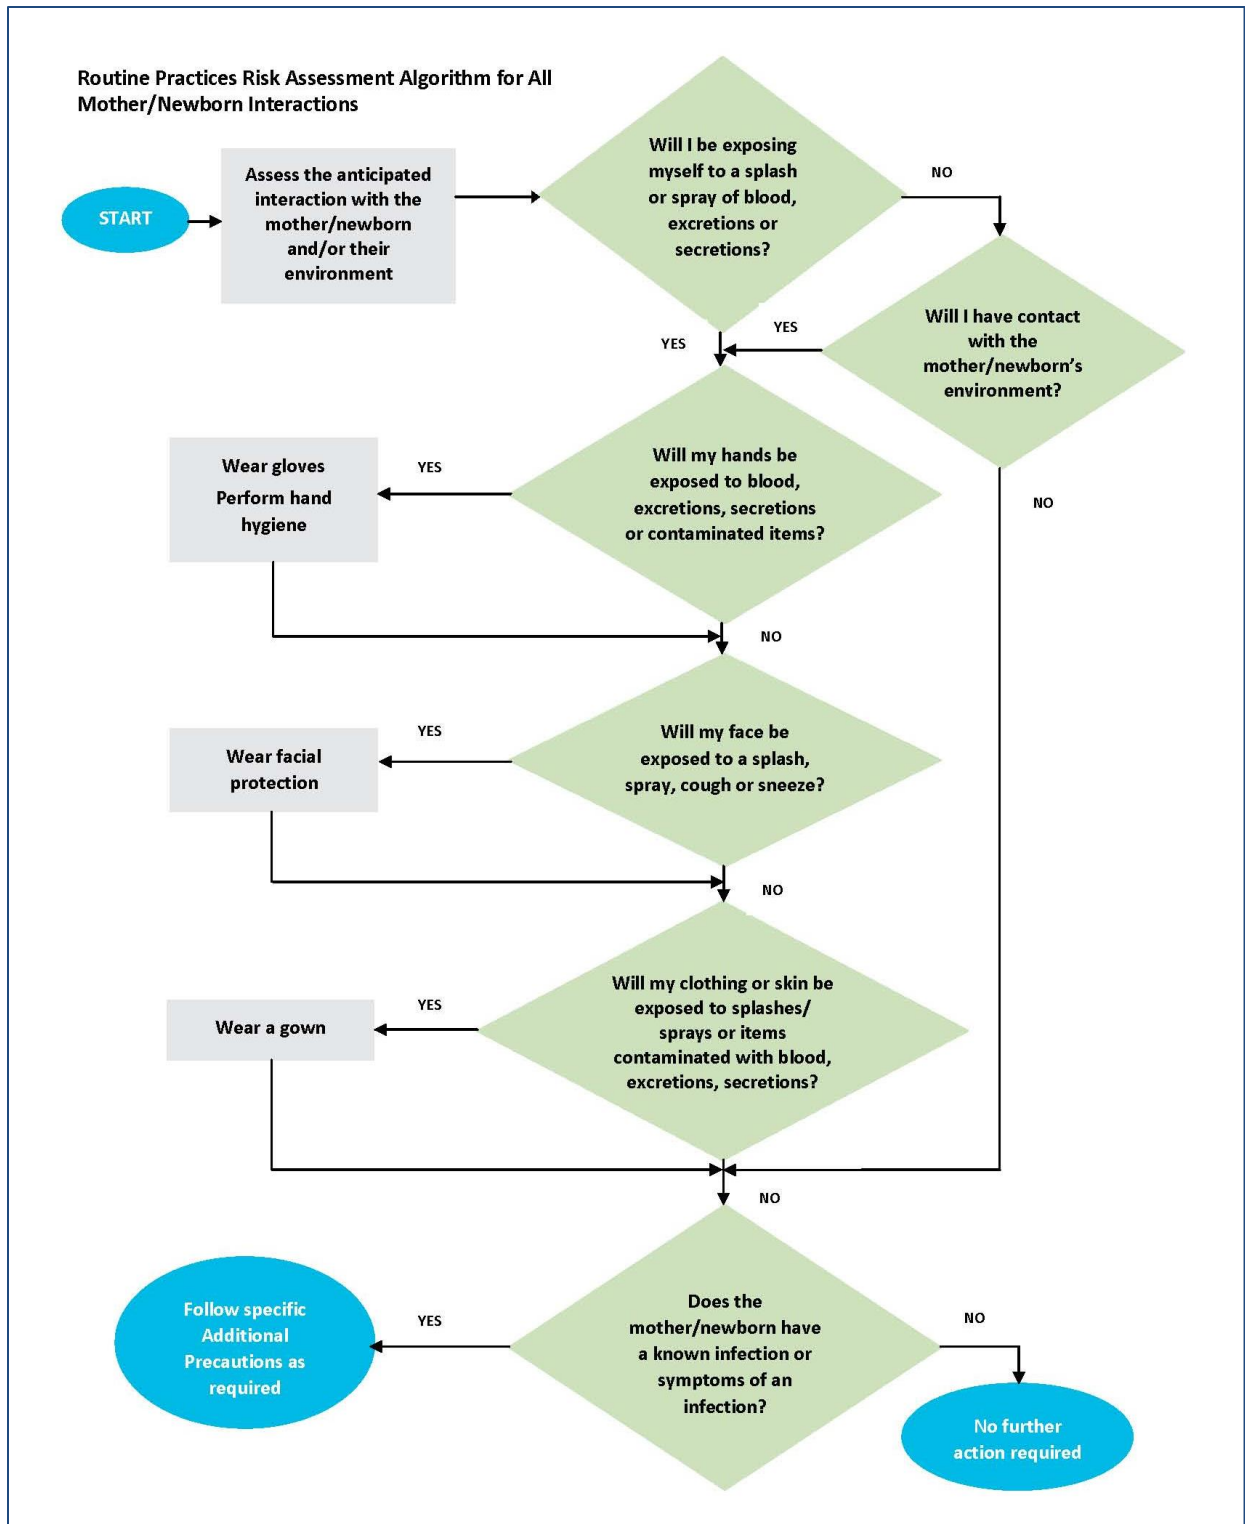 Routine Practices Risk Assessment Algorithm for All
Mother/Newborn Interactions
START
Assess the anticipated
interaction with the
mother/newborn
and/or their
environment
Will I be exposing
myself to a splash
or spray of blood,
excretions or
secretions?
NO
Will I have contact
with the
mother/newborn's
environment?
YES
YES
NO
Will my hands be
exposed to blood,
excretions, secretions
or contaminated items?
YES
Wear gloves
Perform hand
hygiene
NO
Will my face be
exposed to a splash,
spray, cough or sneeze?
YES
Wear facial
protection
NO
Will my clothing or skin be
exposed to splashes/
sprays or items
contaminated with blood,
excretions, secretions?
YES
Wear a gown
NO
Does the
mother/newborn have
a known infection or
symptoms of an
infection?
YES
Follow specific
Additional
Precautions as
required
NO
No further
action required